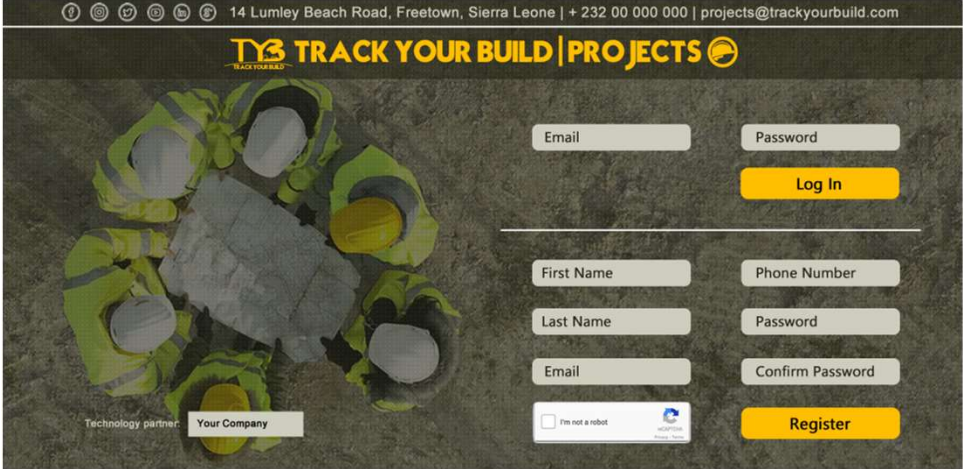 14 Lumley Beach Road, Freetown, Sierra Leone | + 232 00 000 000 | projects@trackyourbuild.com
TYB TRACK YOUR BUILD | PROJECTS
TRACK YOUR BUILD
Email
Password
Log In
First Name
Phone Number
Last Name
Password
Email
Confirm Password
I'm not a robot
reCAPTCHA
Privacy - Terms
Register
Technology partner:
Your Company